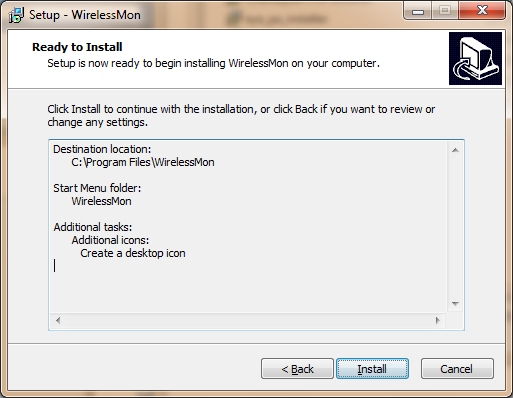 Setup - WirelessMon
Ready to Install
Setup is now ready to begin installing WirelessMon on your computer.
Click Install to continue with the installation, or click Back if you want to review or
change any settings.
Destination location:
C:\Program Files\WirelessMon
Start Menu folder:
WirelessMon
Additional tasks:
Additional icons:
Create a desktop icon
< Back
Install
Cancel